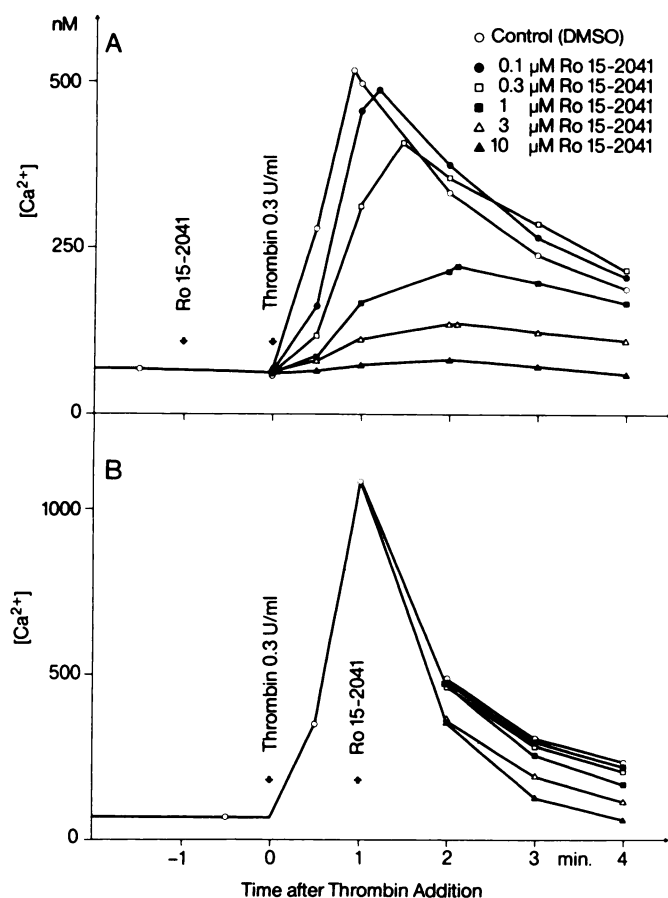 nM
A
Control (DMSO)
0.1 µM Ro 15-2041
0.3 µM Ro 15-2041
1 µM Ro 15-2041
3 µM Ro 15-2041
10 µM Ro 15-2041
500
250
0
[Ca²⁺]
Ro 15-2041
Thrombin 0.3 U/ml
B
1000
500
0
[Ca²⁺]
Thrombin 0.3 U/ml
Ro 15-2041
-1 0 1 2 3 min. 4
Time after Thrombin Addition